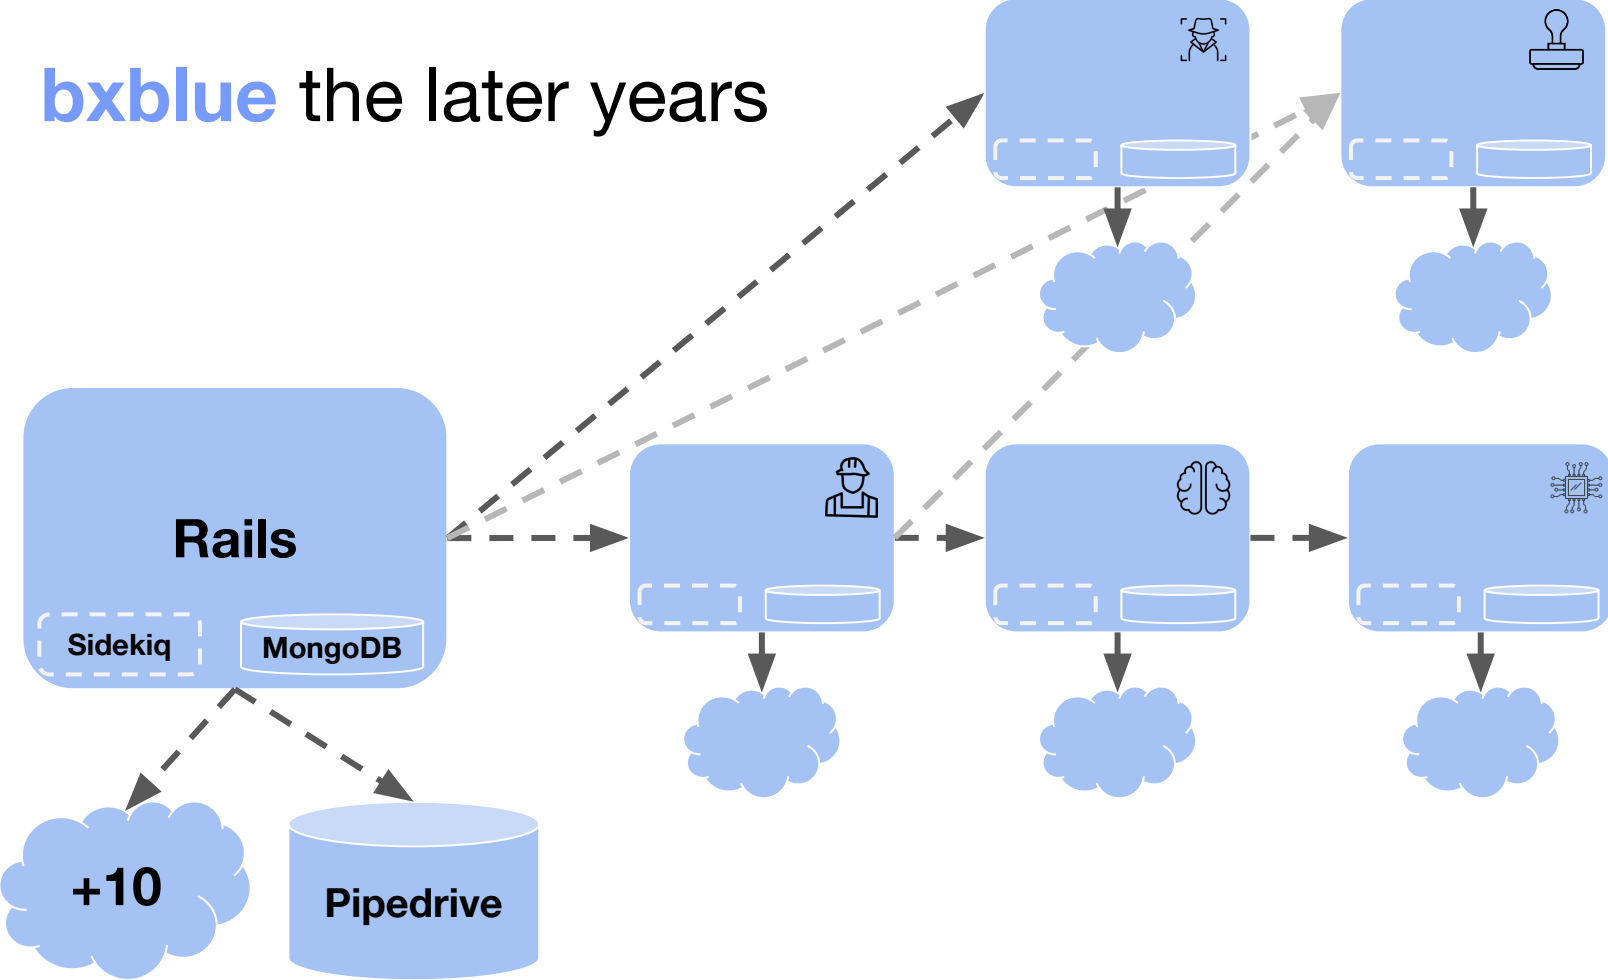 bxblue the later years
Rails
Sidekiq
MongoDB
+10
Pipedrive